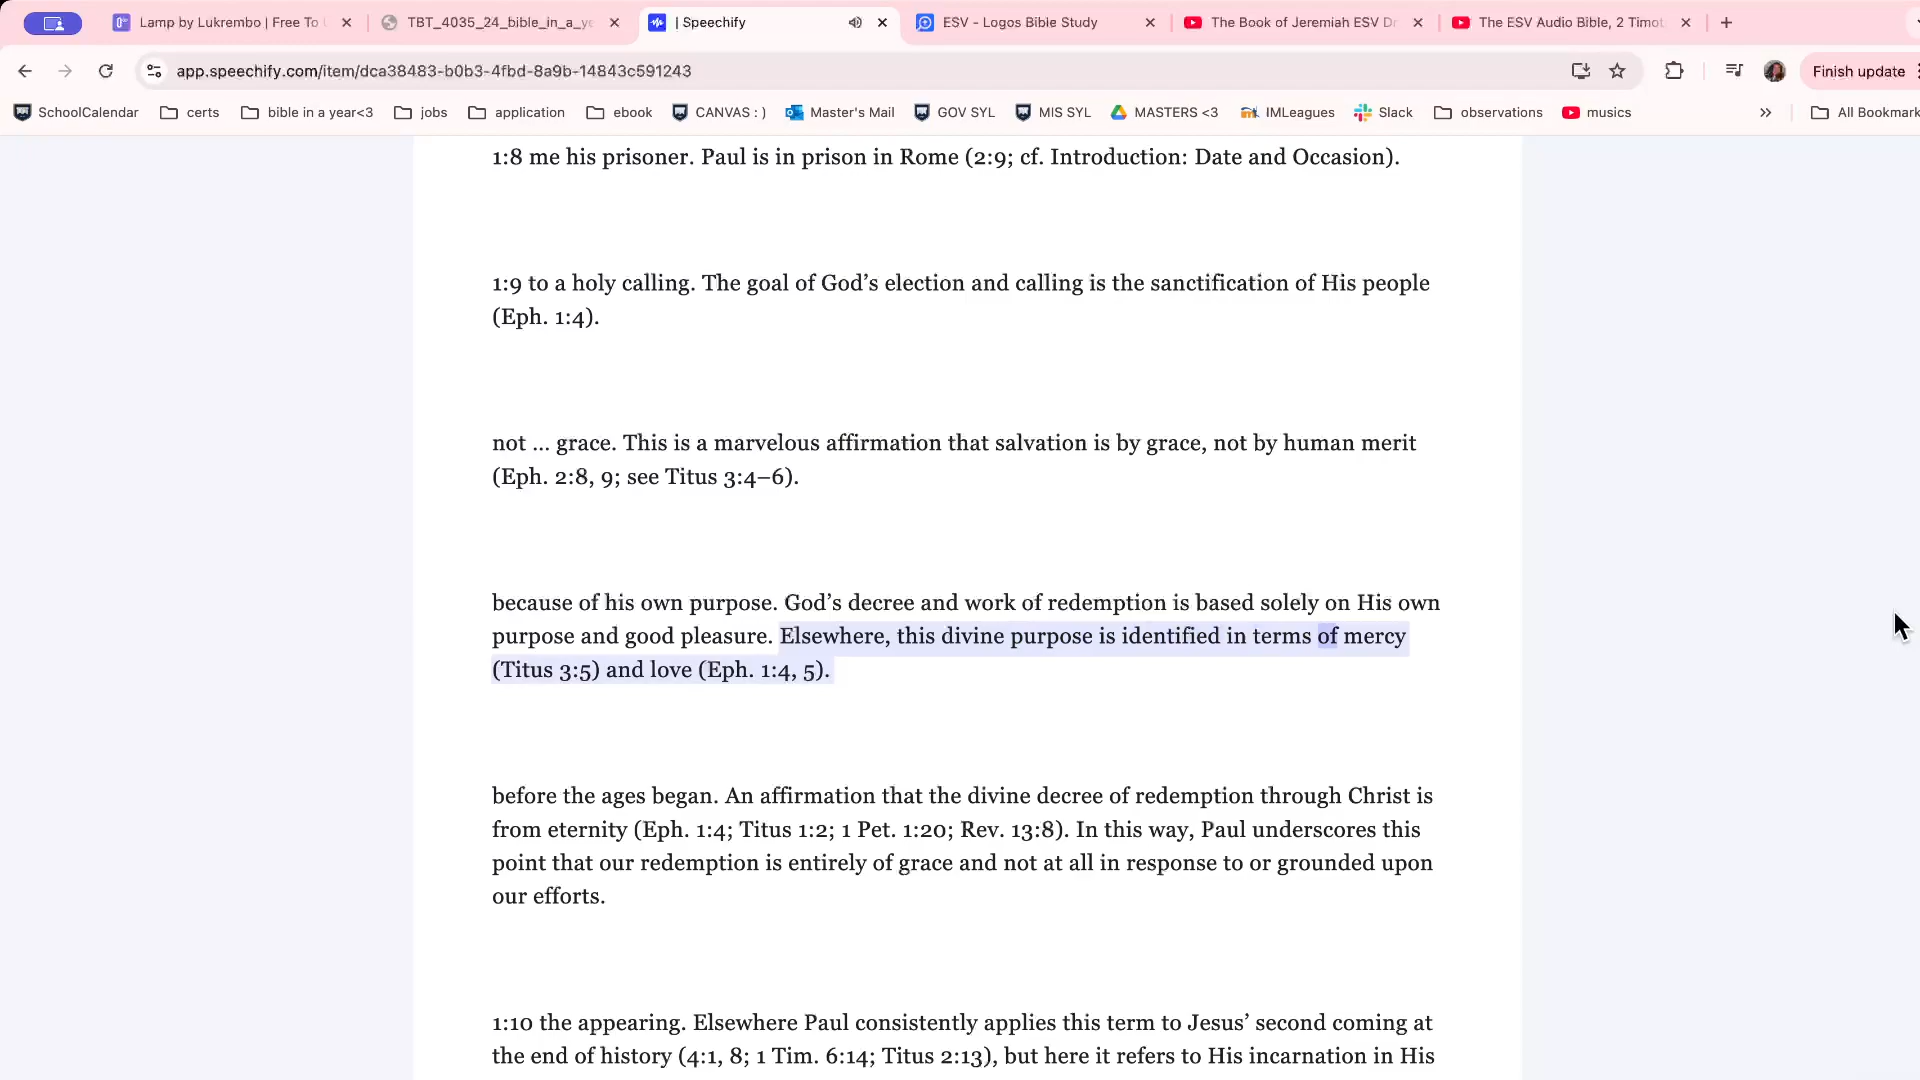 Lamp by Lukrembo | Free To
TBT_4035_24_bible_in_a_ye
| Speechify
ESV - Logos Bible Study
The Book of Jeremiah ESV Dr
The ESV Audio Bible, 2 Timot
app.speechify.com/item/dca38483-b0b3-4fbd-8a9b-14843c591243
Finish update
SchoolCalendar
certs
bible in a year<3
jobs
application
ebook
CANVAS : )
Master's Mail
GOV SYL
MIS SYL
MASTERS <3
IMLeagues
Slack
observations
musics
All Bookmark
1:8 me his prisoner. Paul is in prison in Rome (2:9; cf. Introduction: Date and Occasion).
1:9 to a holy calling. The goal of God’s election and calling is the sanctification of His people
(Eph. 1:4).
not ... grace. This is a marvelous affirmation that salvation is by grace, not by human merit
(Eph. 2:8, 9; see Titus 3:4–6).
because of his own purpose. God’s decree and work of redemption is based solely on His own
purpose and good pleasure. Elsewhere, this divine purpose is identified in terms of mercy
(Titus 3:5) and love (Eph. 1:4, 5).
before the ages began. An affirmation that the divine decree of redemption through Christ is
from eternity (Eph. 1:4; Titus 1:2; 1 Pet. 1:20; Rev. 13:8). In this way, Paul underscores this
point that our redemption is entirely of grace and not at all in response to or grounded upon
our efforts.
1:10 the appearing. Elsewhere Paul consistently applies this term to Jesus’ second coming at
the end of history (4:1, 8; 1 Tim. 6:14; Titus 2:13), but here it refers to His incarnation in His